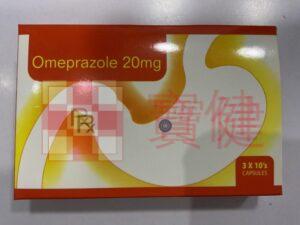 Omeprazole 20mg
Rx
寶健
3 X 10's
CAPSULES